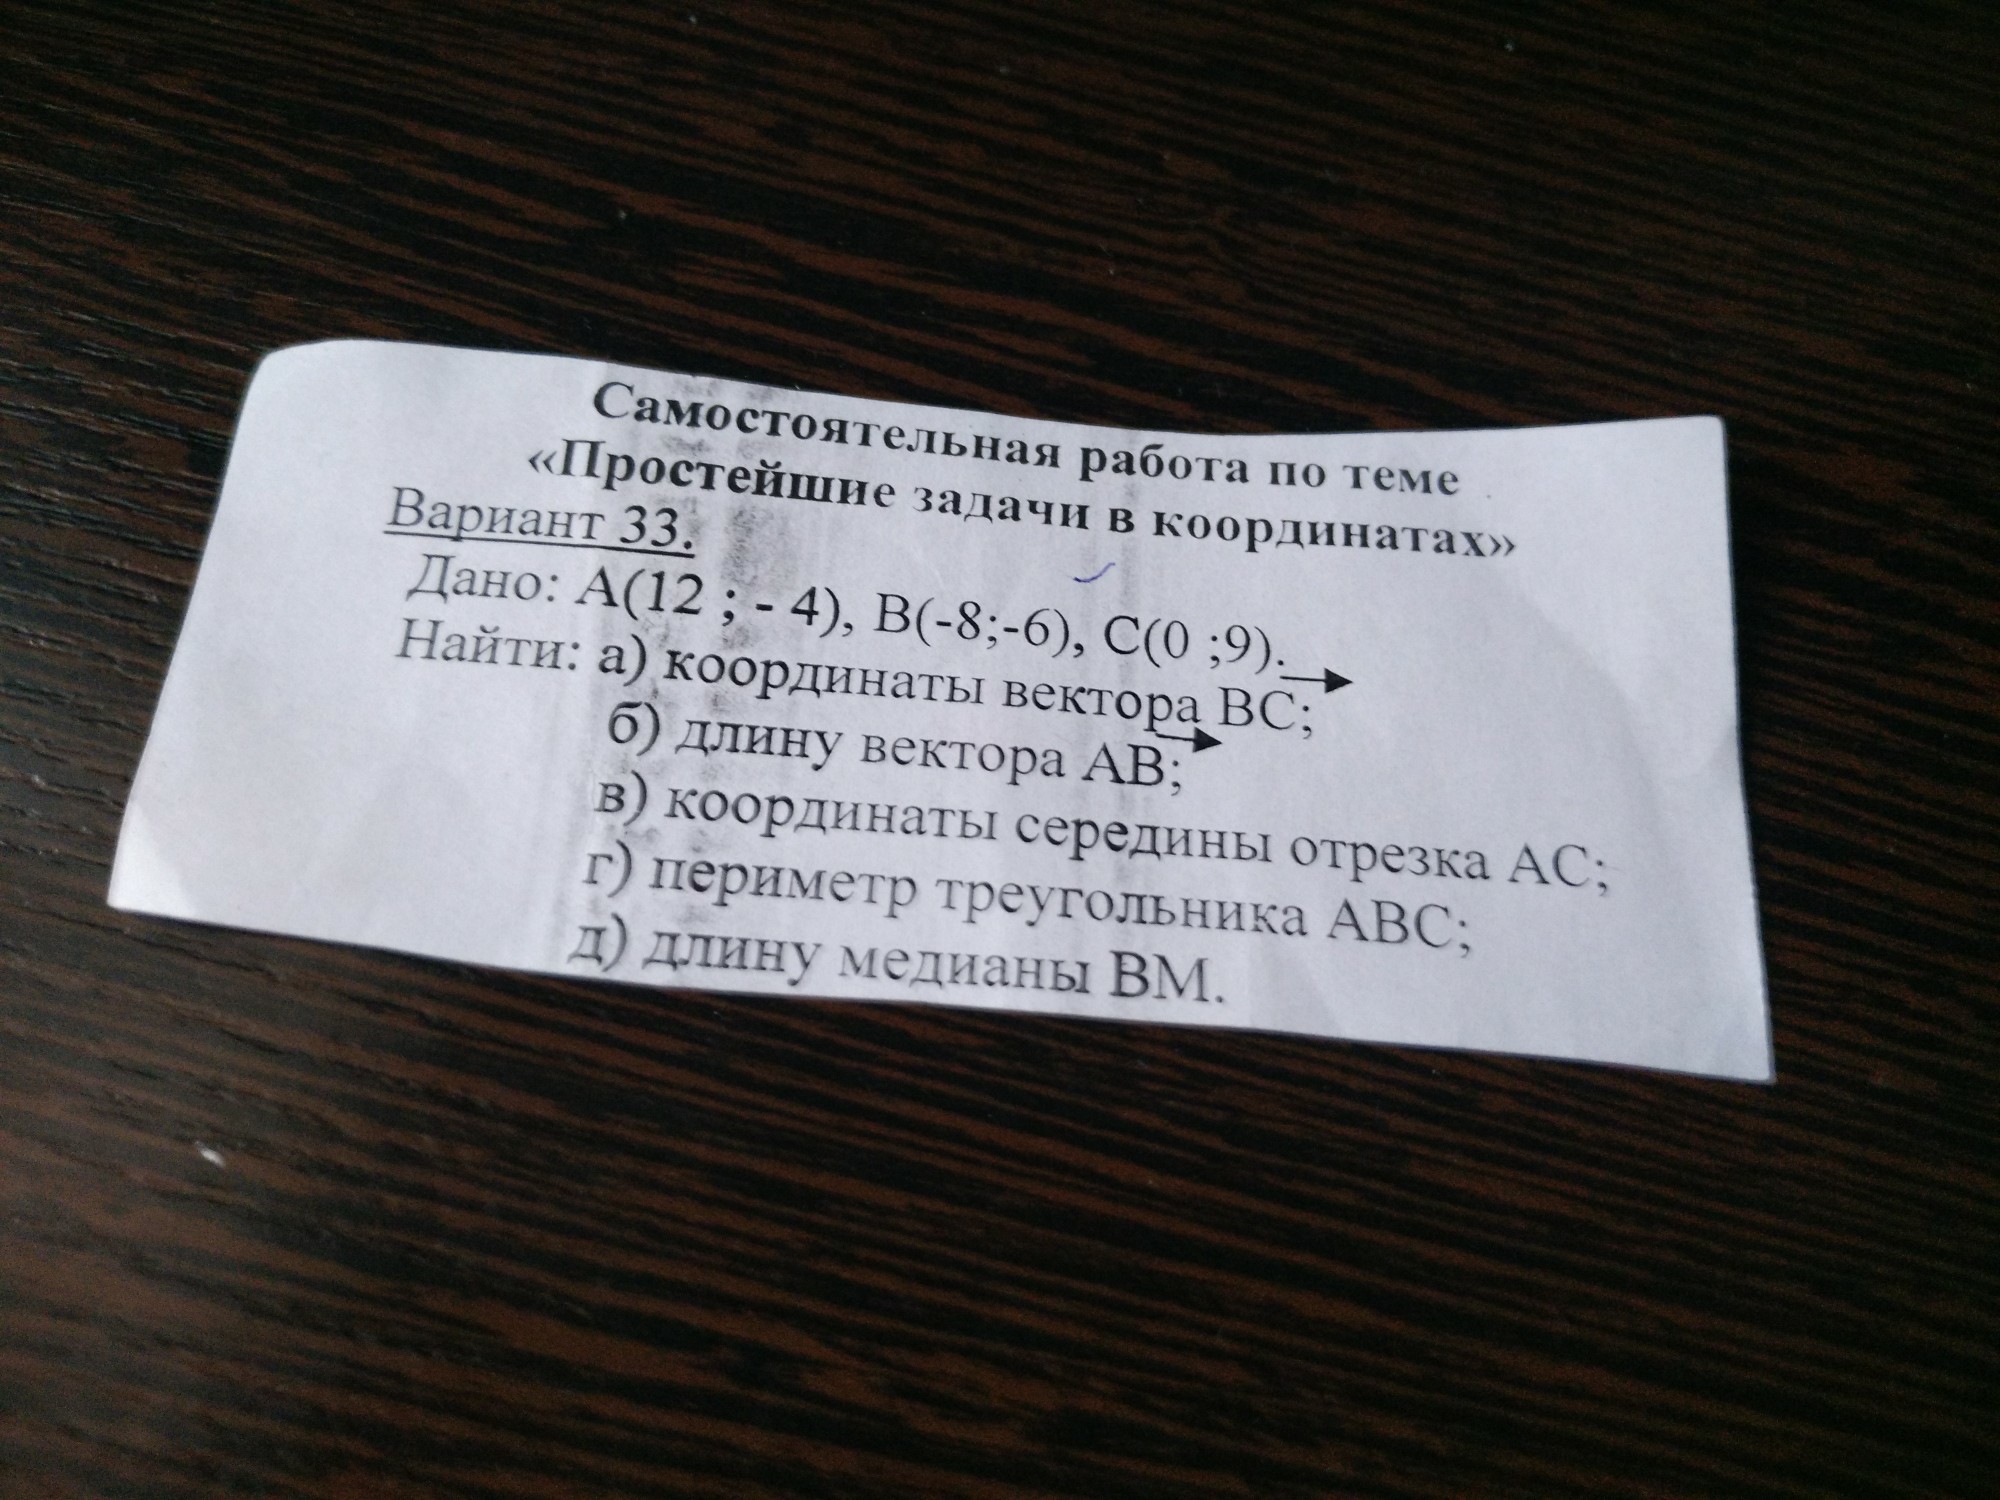 Самостоятельная работа по теме
«Простейшие задачи в координатах»
Вариант 33.
Дано: А(12 ; - 4), В(-8;-6), С(0 ;9).
Найти: а) координаты вектора ВС;
б) длину вектора АВ;
в) координаты середины отрезка АС;
г) периметр треугольника АВС;
д) длину медианы ВМ.